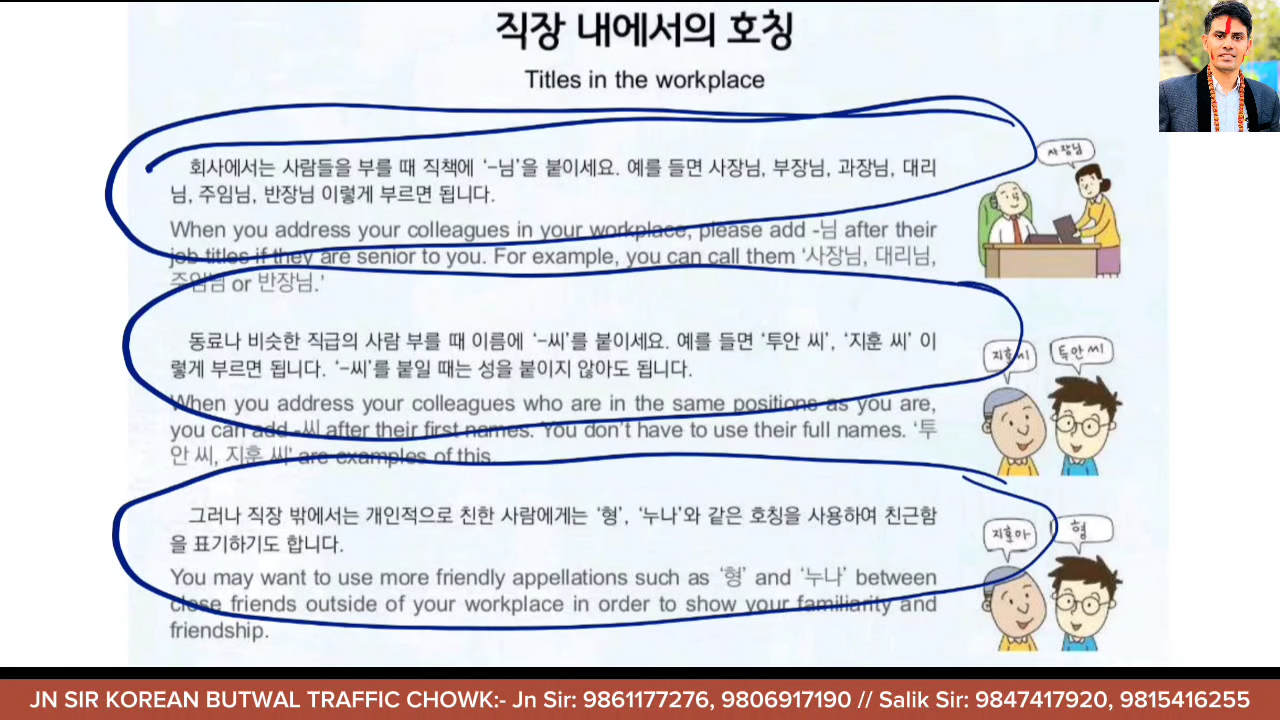 직장 내에서의 호칭
Titles in the workplace
회사에서는 사람들을 부를 때 직책에 ‘-님’을 붙이세요. 예를 들면 사장님, 부장님, 과장님, 대리
님, 주임님, 반장님 이렇게 부르면 됩니다.
When you address your colleagues in your workplace, please add -님 after their
job titles if they are senior to you. For example, you can call them ‘사장님, 대리님,
주임님 or 반장님.’
사장님
동료나 비슷한 직급의 사람 부를 때 이름에 ‘-씨’를 붙이세요. 예를 들면 ‘투안 씨’, ‘지훈 씨’ 이
렇게 부르면 됩니다. ‘-씨’를 붙일 때는 성을 붙이지 않아도 됩니다.
When you address your colleagues who are in the same positions as you are,
you can add -씨 after their first names. You don’t have to use their full names. ‘투
안 씨, 지훈 씨’ are examples of this.
지훈 씨
투안 씨
그러나 직장 밖에서는 개인적으로 친한 사람에게는 ‘형’, ‘누나’와 같은 호칭을 사용하여 친근함
을 표기하기도 합니다.
You may want to use more friendly appellations such as ‘형’ and ‘누나’ between
close friends outside of your workplace in order to show your familiarity and
friendship.
지훈아
형
JN SIR KOREAN BUTWAL TRAFFIC CHOWK:- Jn Sir: 9861177276, 9806917190 // Salik Sir: 9847417920, 9815416255